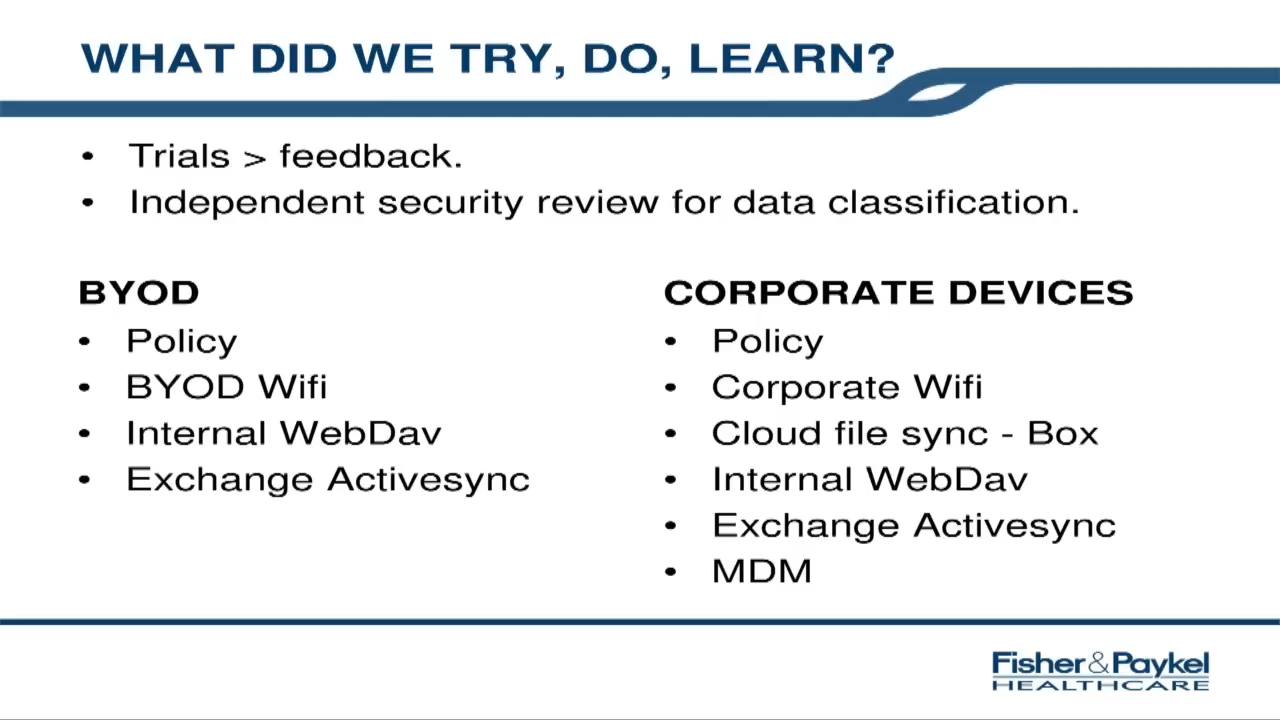 WHAT DID WE TRY, DO, LEARN?
• Trials > feedback.
• Independent security review for data classification.
BYOD
• Policy
• BYOD Wifi
• Internal WebDav
• Exchange Activesync
CORPORATE DEVICES
• Policy
• Corporate Wifi
• Cloud file sync - Box
• Internal WebDav
• Exchange Activesync
• MDM
Fisher&Paykel
HEALTHCARE